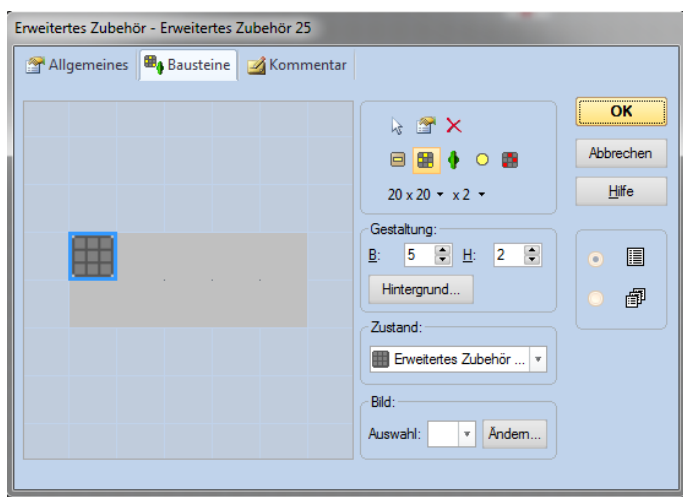 Erweitertes Zubehör - Erweitertes Zubehör 25
Allgemeines Bausteine Kommentar
OK
Abbrechen
Hilfe
20 x 20 x 2
Gestaltung:
B: 5 H: 2
Hintergrund...
Zustand:
Erweitertes Zubehör ...
Bild:
Auswahl: Ändern...